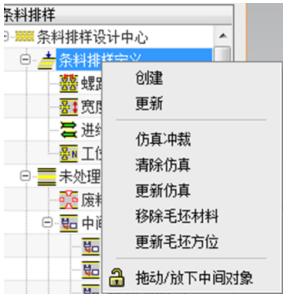 条料排样
条料排样设计中心
条料排样定义
创建
更新
宽度
进给
工位
仿真冲裁
清除仿真
更新仿真
移除毛坯材料
更新毛坯方位
未处理
废料
中间
拖动/放下中间对象